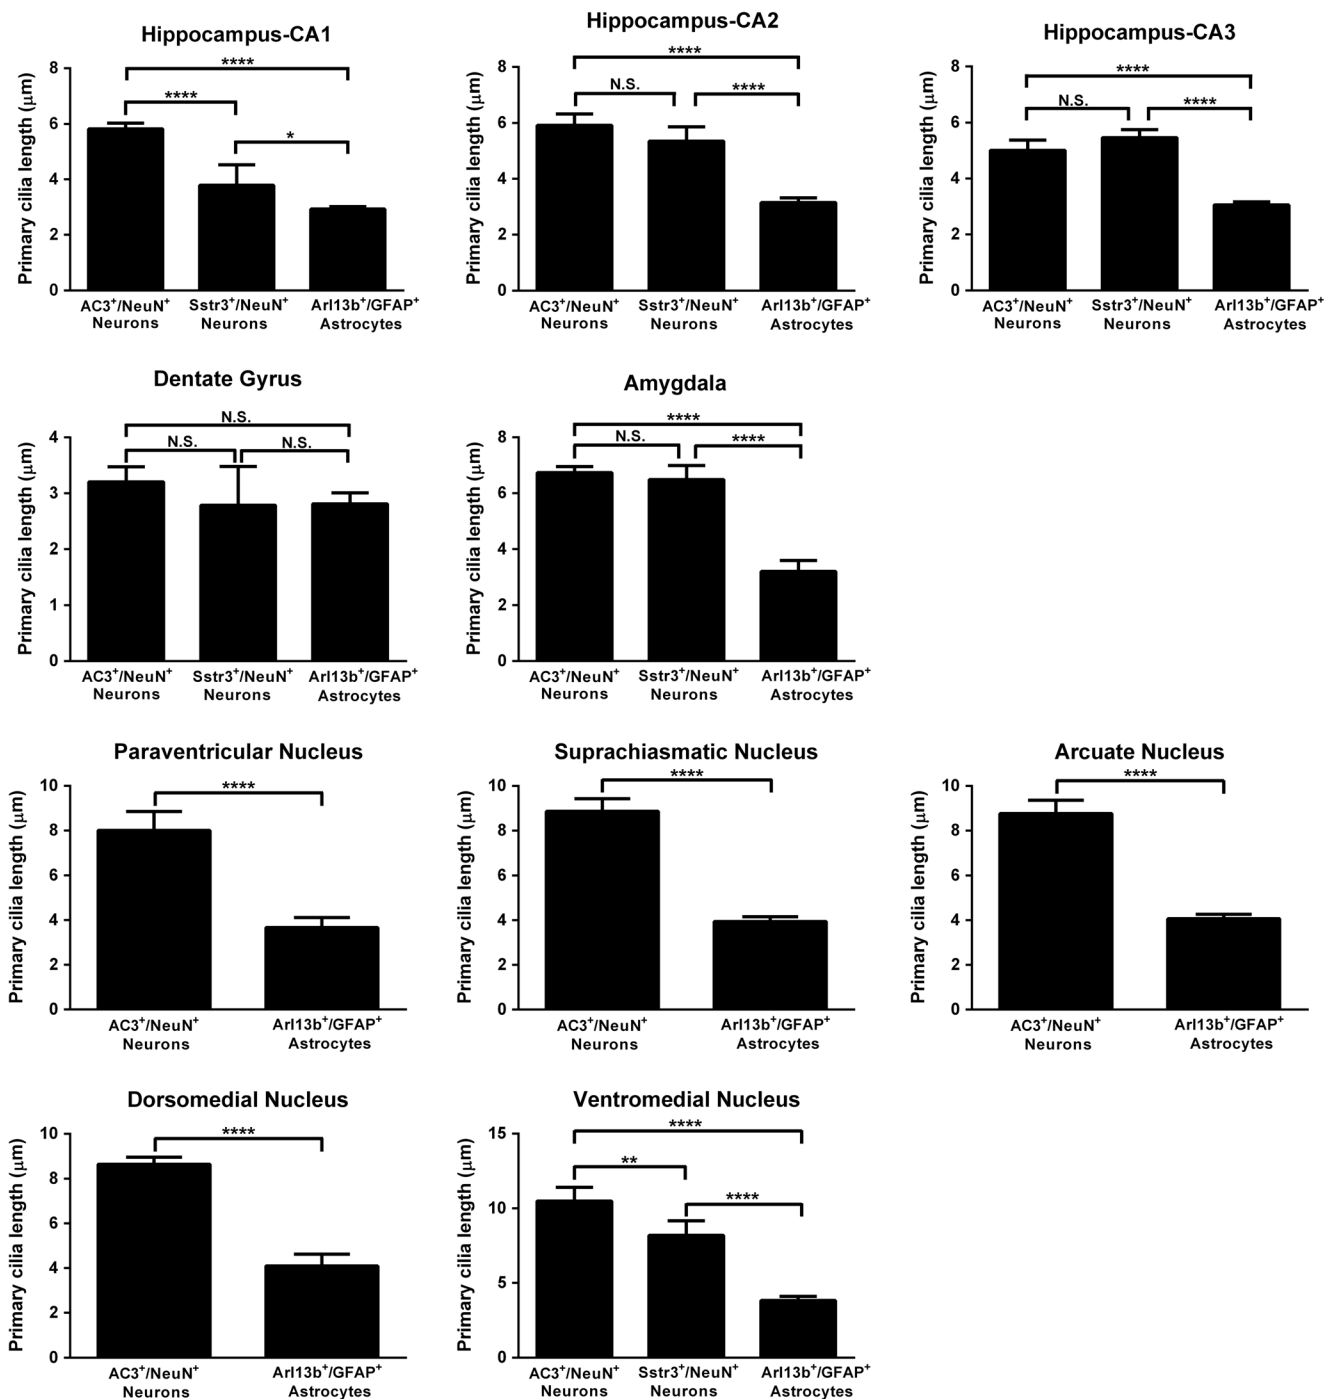 Hippocampus-CA1
Primary cilia length (μm)
8
6
4
2
0
****
****
*
AC3⁺/NeuN⁺
Neurons
Sstr3⁺/NeuN⁺
Neurons
Arl13b⁺/GFAP⁺
Astrocytes
Hippocampus-CA2
Primary cilia length (μm)
8
6
4
2
0
****
N.S.
****
AC3⁺/NeuN⁺
Neurons
Sstr3⁺/NeuN⁺
Neurons
Arl13b⁺/GFAP⁺
Astrocytes
Hippocampus-CA3
Primary cilia length (μm)
8
6
4
2
0
****
N.S.
****
AC3⁺/NeuN⁺
Neurons
Sstr3⁺/NeuN⁺
Neurons
Arl13b⁺/GFAP⁺
Astrocytes
Dentate Gyrus
Primary cilia length (μm)
4
3
2
1
0
N.S.
N.S.
N.S.
AC3⁺/NeuN⁺
Neurons
Sstr3⁺/NeuN⁺
Neurons
Arl13b⁺/GFAP⁺
Astrocytes
Amygdala
Primary cilia length (μm)
8
6
4
2
0
****
N.S.
****
AC3⁺/NeuN⁺
Neurons
Sstr3⁺/NeuN⁺
Neurons
Arl13b⁺/GFAP⁺
Astrocytes
Paraventricular Nucleus
Primary cilia length (μm)
10
8
6
4
2
0
****
AC3⁺/NeuN⁺
Neurons
Arl13b⁺/GFAP⁺
Astrocytes
Suprachiasmatic Nucleus
Primary cilia length (μm)
10
8
6
4
2
0
****
AC3⁺/NeuN⁺
Neurons
Arl13b⁺/GFAP⁺
Astrocytes
Arcuate Nucleus
Primary cilia length (μm)
10
8
6
4
2
0
****
AC3⁺/NeuN⁺
Neurons
Arl13b⁺/GFAP⁺
Astrocytes
Dorsomedial Nucleus
Primary cilia length (μm)
10
8
6
4
2
0
****
AC3⁺/NeuN⁺
Neurons
Arl13b⁺/GFAP⁺
Astrocytes
Ventromedial Nucleus
Primary cilia length (μm)
15
10
5
0
****
**
****
AC3⁺/NeuN⁺
Neurons
Sstr3⁺/NeuN⁺
Neurons
Arl13b⁺/GFAP⁺
Astrocytes